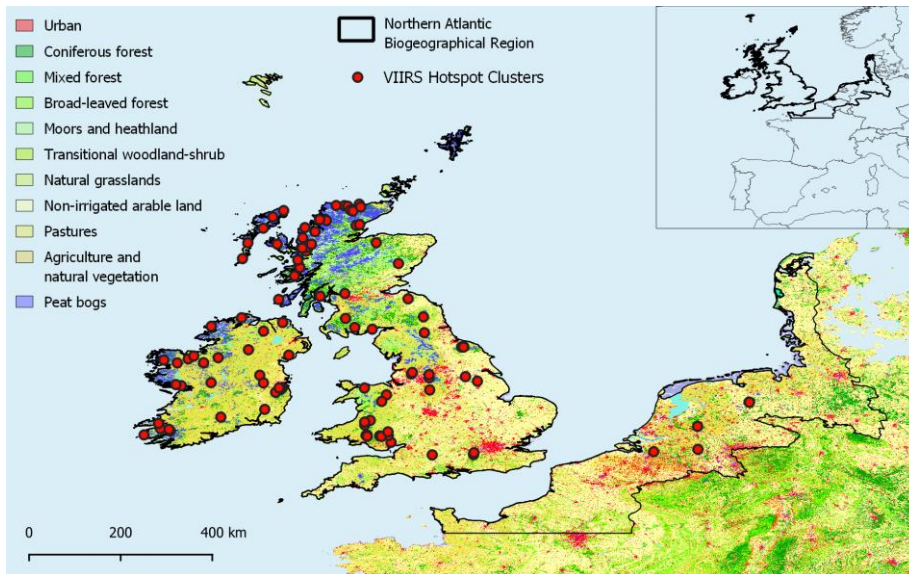 Urban
Coniferous forest
Mixed forest
Broad-leaved forest
Moors and heathland
Transitional woodland-shrub
Natural grasslands
Non-irrigated arable land
Pastures
Agriculture and
natural vegetation
Peat bogs
Northern Atlantic
Biogeographical Region
VIIRS Hotspot Clusters
0 200 400 km